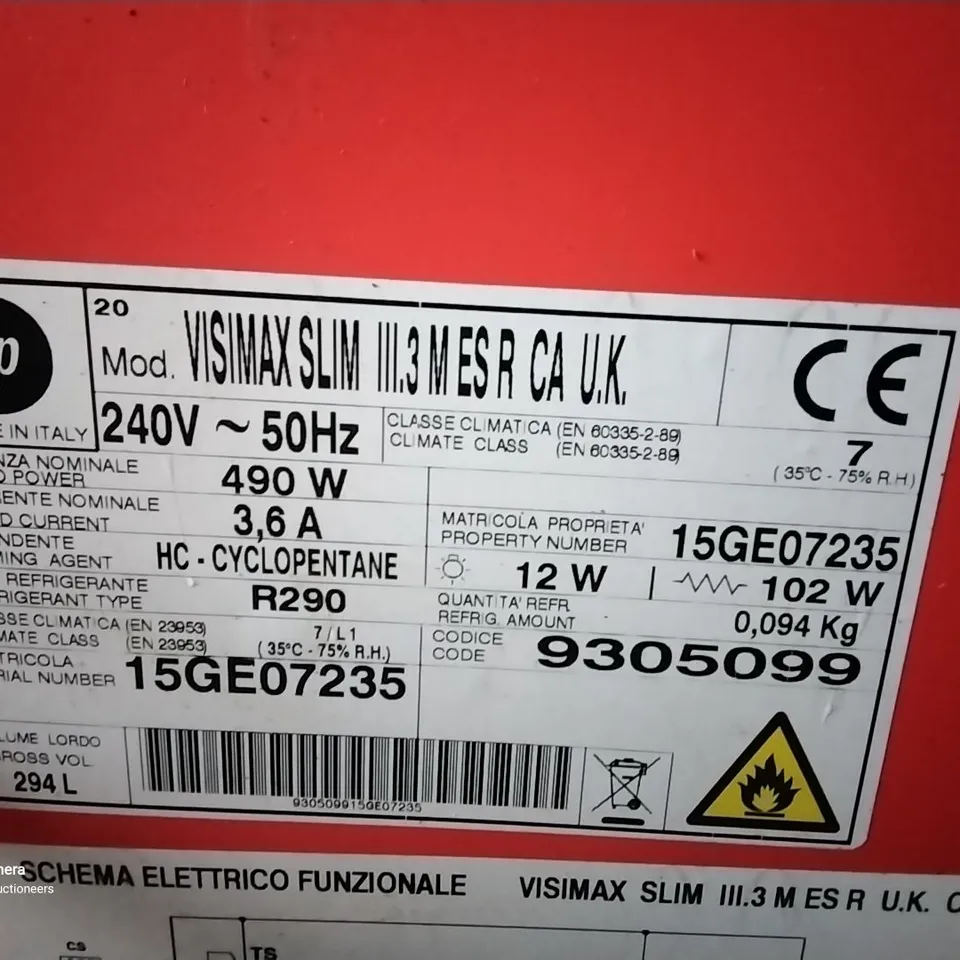 20
Mod. VISIMAX SLIM III.3 M ES R CA U.K.
CE
E IN ITALY
240V ~ 50Hz
CLASSE CLIMATICA (EN 60335-2-89)
CLIMATE CLASS (EN 60335-2-89)
7
(35°C - 75% R.H)
NZA NOMINALE
D POWER
490 W
ENTE NOMINALE
D CURRENT
3,6 A
MATRICOLA PROPRIETA'
PROPERTY NUMBER
15GE07235
NDENTE
MING AGENT
HC - CYCLOPENTANE
12 W
102 W
REFRIGERANTE
RIGERANT TYPE
R290
QUANTITA' REFR.
REFRIG. AMOUNT
0,094 Kg
SSE CLIMATICA (EN 23953)
MATE CLASS (EN 23953)
7 / L1
(35°C - 75% R.H.)
CODICE
CODE
9305099
TRICOLA
RIAL NUMBER
15GE07235
LUME LORDO
ROSS VOL.
294 L
930509915GE07235
SCHEMA ELETTRICO FUNZIONALE VISIMAX SLIM III.3 M ES R U.K. C
mera
uctioneers
cs
TS